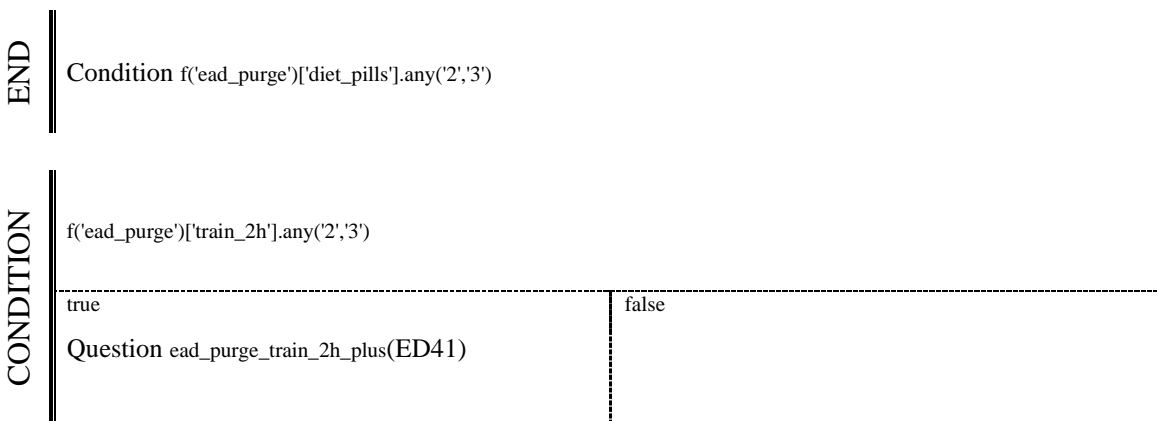 END
Condition f('ead_purge')['diet_pills'].any('2','3')
CONDITION
f('ead_purge')['train_2h'].any('2','3')
true
false
Question ead_purge_train_2h_plus(ED41)